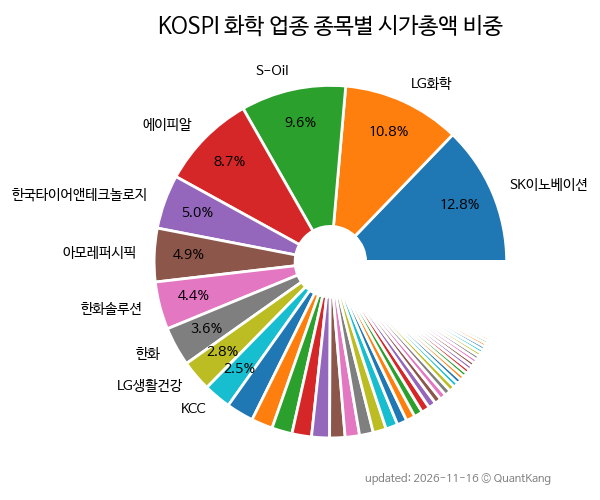 KOSPI 화학 업종 종목별 시가총액 비중
SK이노베이션
12.8%
LG화학
10.8%
S-Oil
9.6%
에이피알
8.7%
한국타이어앤테크놀로지
5.0%
아모레퍼시픽
4.9%
한화솔루션
4.4%
한화
3.6%
LG생활건강
2.8%
KCC
2.5%
updated: 2026-11-16 ⓒ QuantKang